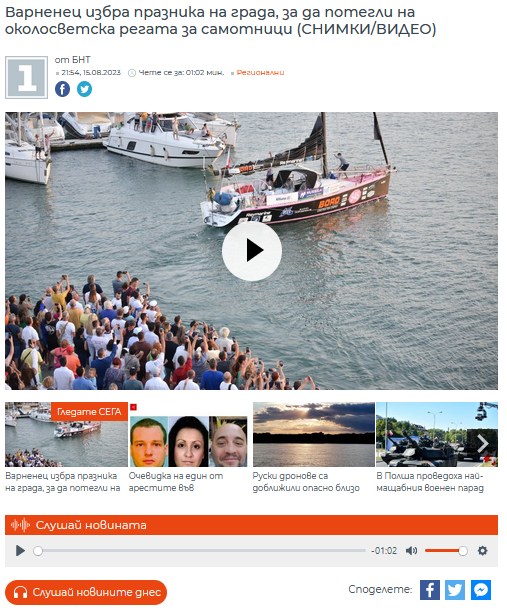 Варненец избра празника на града, за да потегли на
околосветска регата за самотници (СНИМКИ/ВИДЕО)
1
от БНТ
21:54, 15.08.2023 Чете се за: 01:02 мин. Регионални
BORD
Гледате СЕГА
Варненец избра празника
на града, за да потегли на
Очевидка на един от
арестите във
Руски дронове са
доближили опасно близо
В Полша проведоха най-
мащабния военен парад
Слушай новината
-01:02
Слушай новините днес
Споделете: